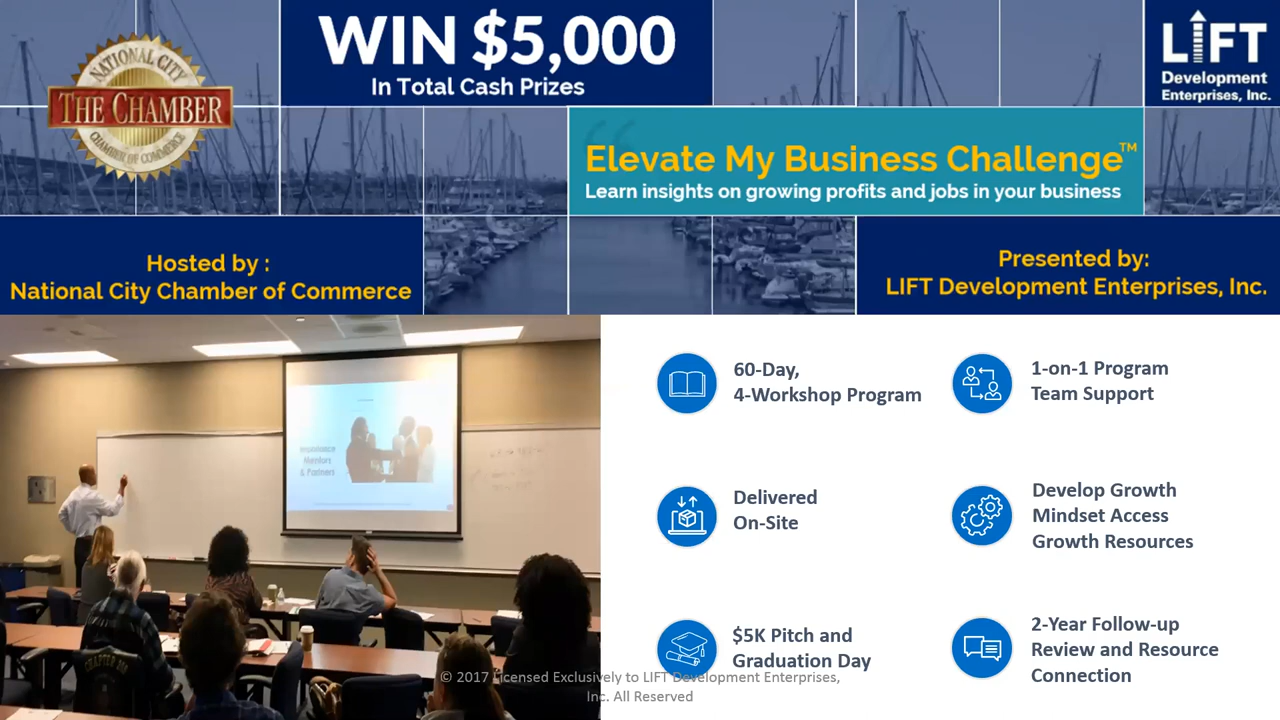 NATIONAL CITY
THE CHAMBER
CHAMBER OF COMMERCE
WIN $5,000
In Total Cash Prizes
LIFT
Development
Enterprises, Inc.
Elevate My Business Challenge™
Learn insights on growing profits and jobs in your business
Hosted by :
National City Chamber of Commerce
Presented by:
LIFT Development Enterprises, Inc.
Mentors
& Partners
60-Day,
4-Workshop Program
1-on-1 Program
Team Support
Delivered
On-Site
Develop Growth
Mindset Access
Growth Resources
$5K Pitch and
Graduation Day
2-Year Follow-up
Review and Resource
Connection
© 2017 Licensed Exclusively to LIFT Development Enterprises,
Inc. All Reserved